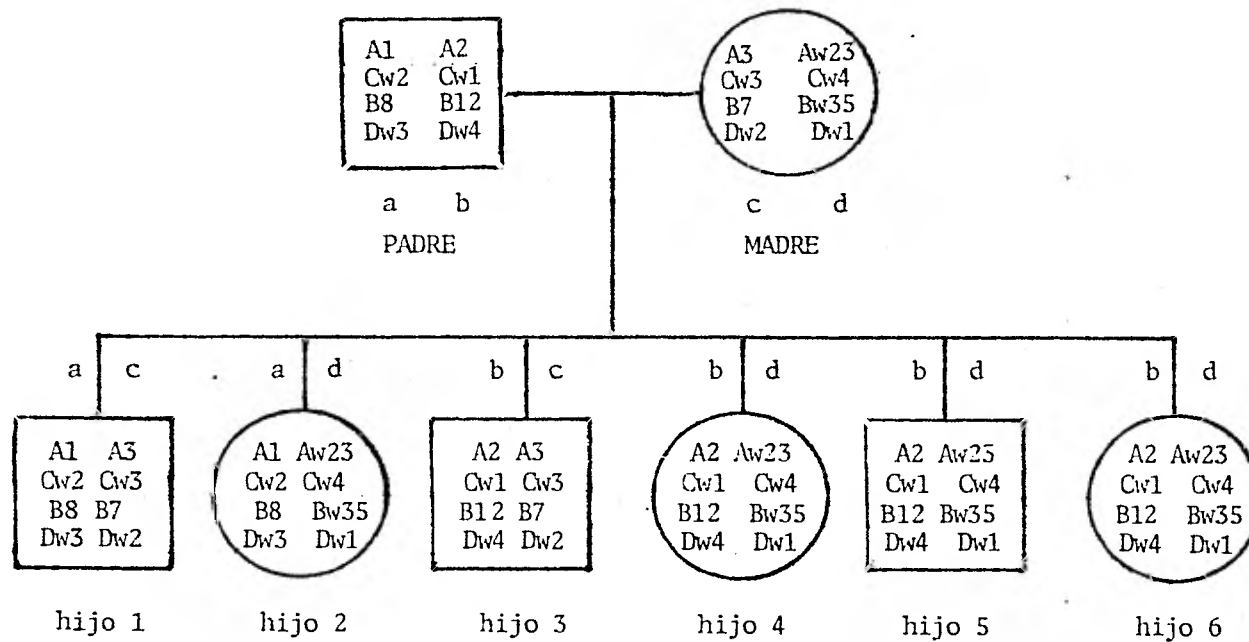 A1 A2
Cw2 Cw1
B8 B12
Dw3 Dw4
a b
PADRE
A3 Aw23
Cw3 Cw4
B7 Bw35
Dw2 Dw1
c d
MADRE
a c
a d
b c
b d
b d
b d
A1 A3
Cw2 Cw3
B8 B7
Dw3 Dw2
hijo 1
A1 Aw23
Cw2 Cw4
B8 Bw35
Dw3 Dw1
hijo 2
A2 A3
Cw1 Cw3
B12 B7
Dw4 Dw2
hijo 3
A2 Aw23
Cw1 Cw4
B12 Bw35
Dw4 Dw1
hijo 4
A2 Aw25
Cw1 Cw4
B12 Bw35
Dw4 Dw1
hijo 5
A2 Aw23
Cw1 Cw4
B12 Bw35
Dw4 Dw1
hijo 6